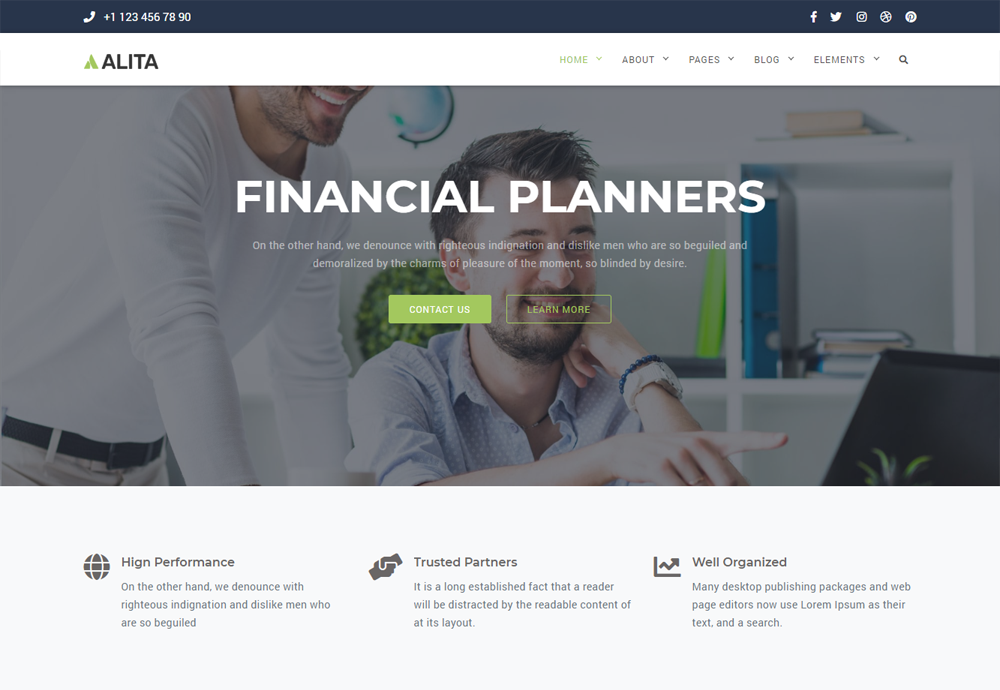 +1 123 456 78 90
ALITA
HOME ABOUT PAGES BLOG ELEMENTS
FINANCIAL PLANNERS
On the other hand, we denounce with righteous indignation and dislike men who are so beguiled and
demoralized by the charms of pleasure of the moment, so blinded by desire.
CONTACT US LEARN MORE
Hign Performance
On the other hand, we denounce with
righteous indignation and dislike men who
are so beguiled
Trusted Partners
It is a long established fact that a reader
will be distracted by the readable content of
at its layout.
Well Organized
Many desktop publishing packages and web
page editors now use Lorem Ipsum as their
text, and a search.